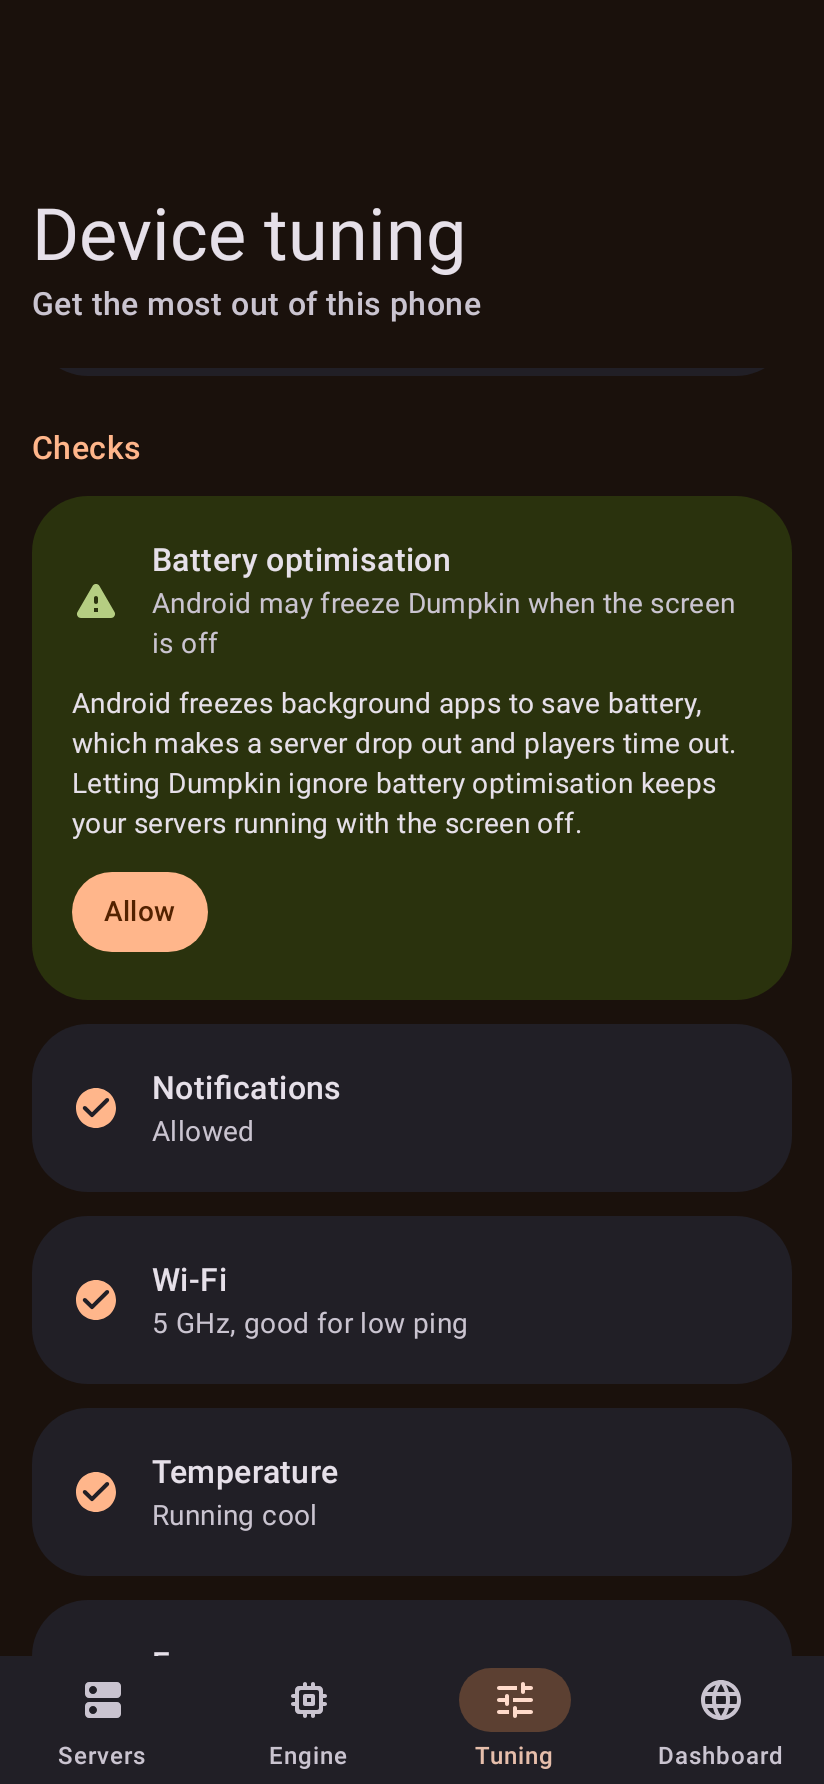 Device tuning
Get the most out of this phone
Checks
Battery optimisation
Android may freeze Dumpkin when the screen
is off
Android freezes background apps to save battery,
which makes a server drop out and players time out.
Letting Dumpkin ignore battery optimisation keeps
your servers running with the screen off.
Allow
Notifications
Allowed
Wi-Fi
5 GHz, good for low ping
Temperature
Running cool
Servers
Engine
Tuning
Dashboard